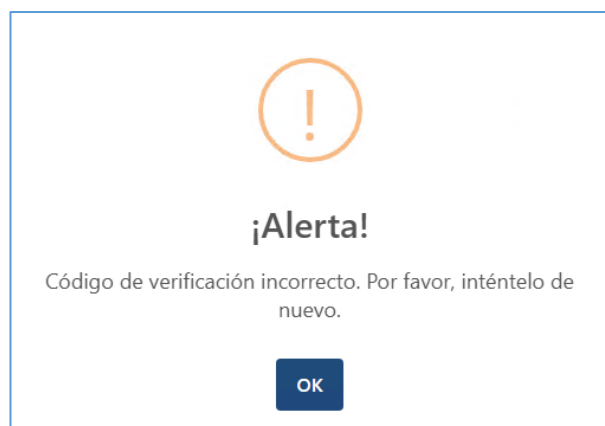 ¡Alerta!
Código de verificación incorrecto. Por favor, inténtelo de
nuevo.
OK